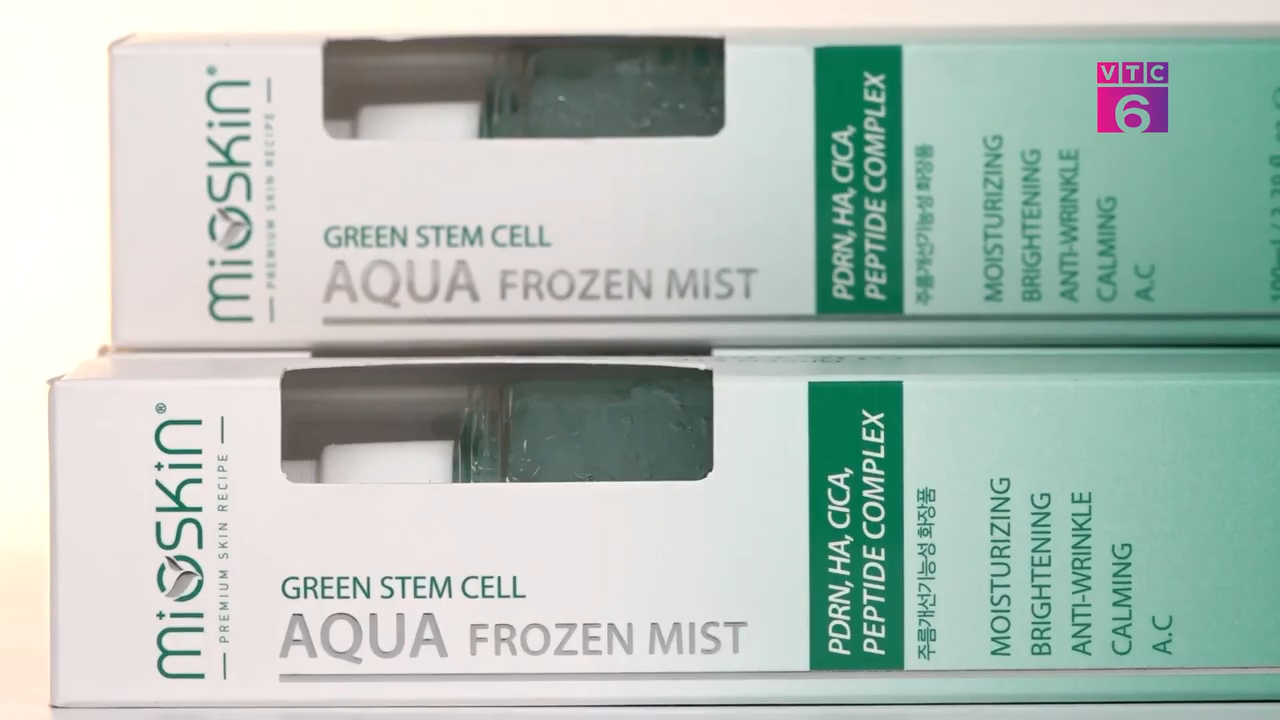 VTC
6
mioskin®
PREMIUM SKIN RECIPE
GREEN STEM CELL
AQUA FROZEN MIST
PDRN, HA, CICA,
PEPTIDE COMPLEX
주름개선기능성 화장품
MOISTURIZING
BRIGHTENING
ANTI-WRINKLE
CALMING
A.C
mioskin®
PREMIUM SKIN RECIPE
GREEN STEM CELL
AQUA FROZEN MIST
PDRN, HA, CICA,
PEPTIDE COMPLEX
주름개선기능성 화장품
MOISTURIZING
BRIGHTENING
ANTI-WRINKLE
CALMING
A.C